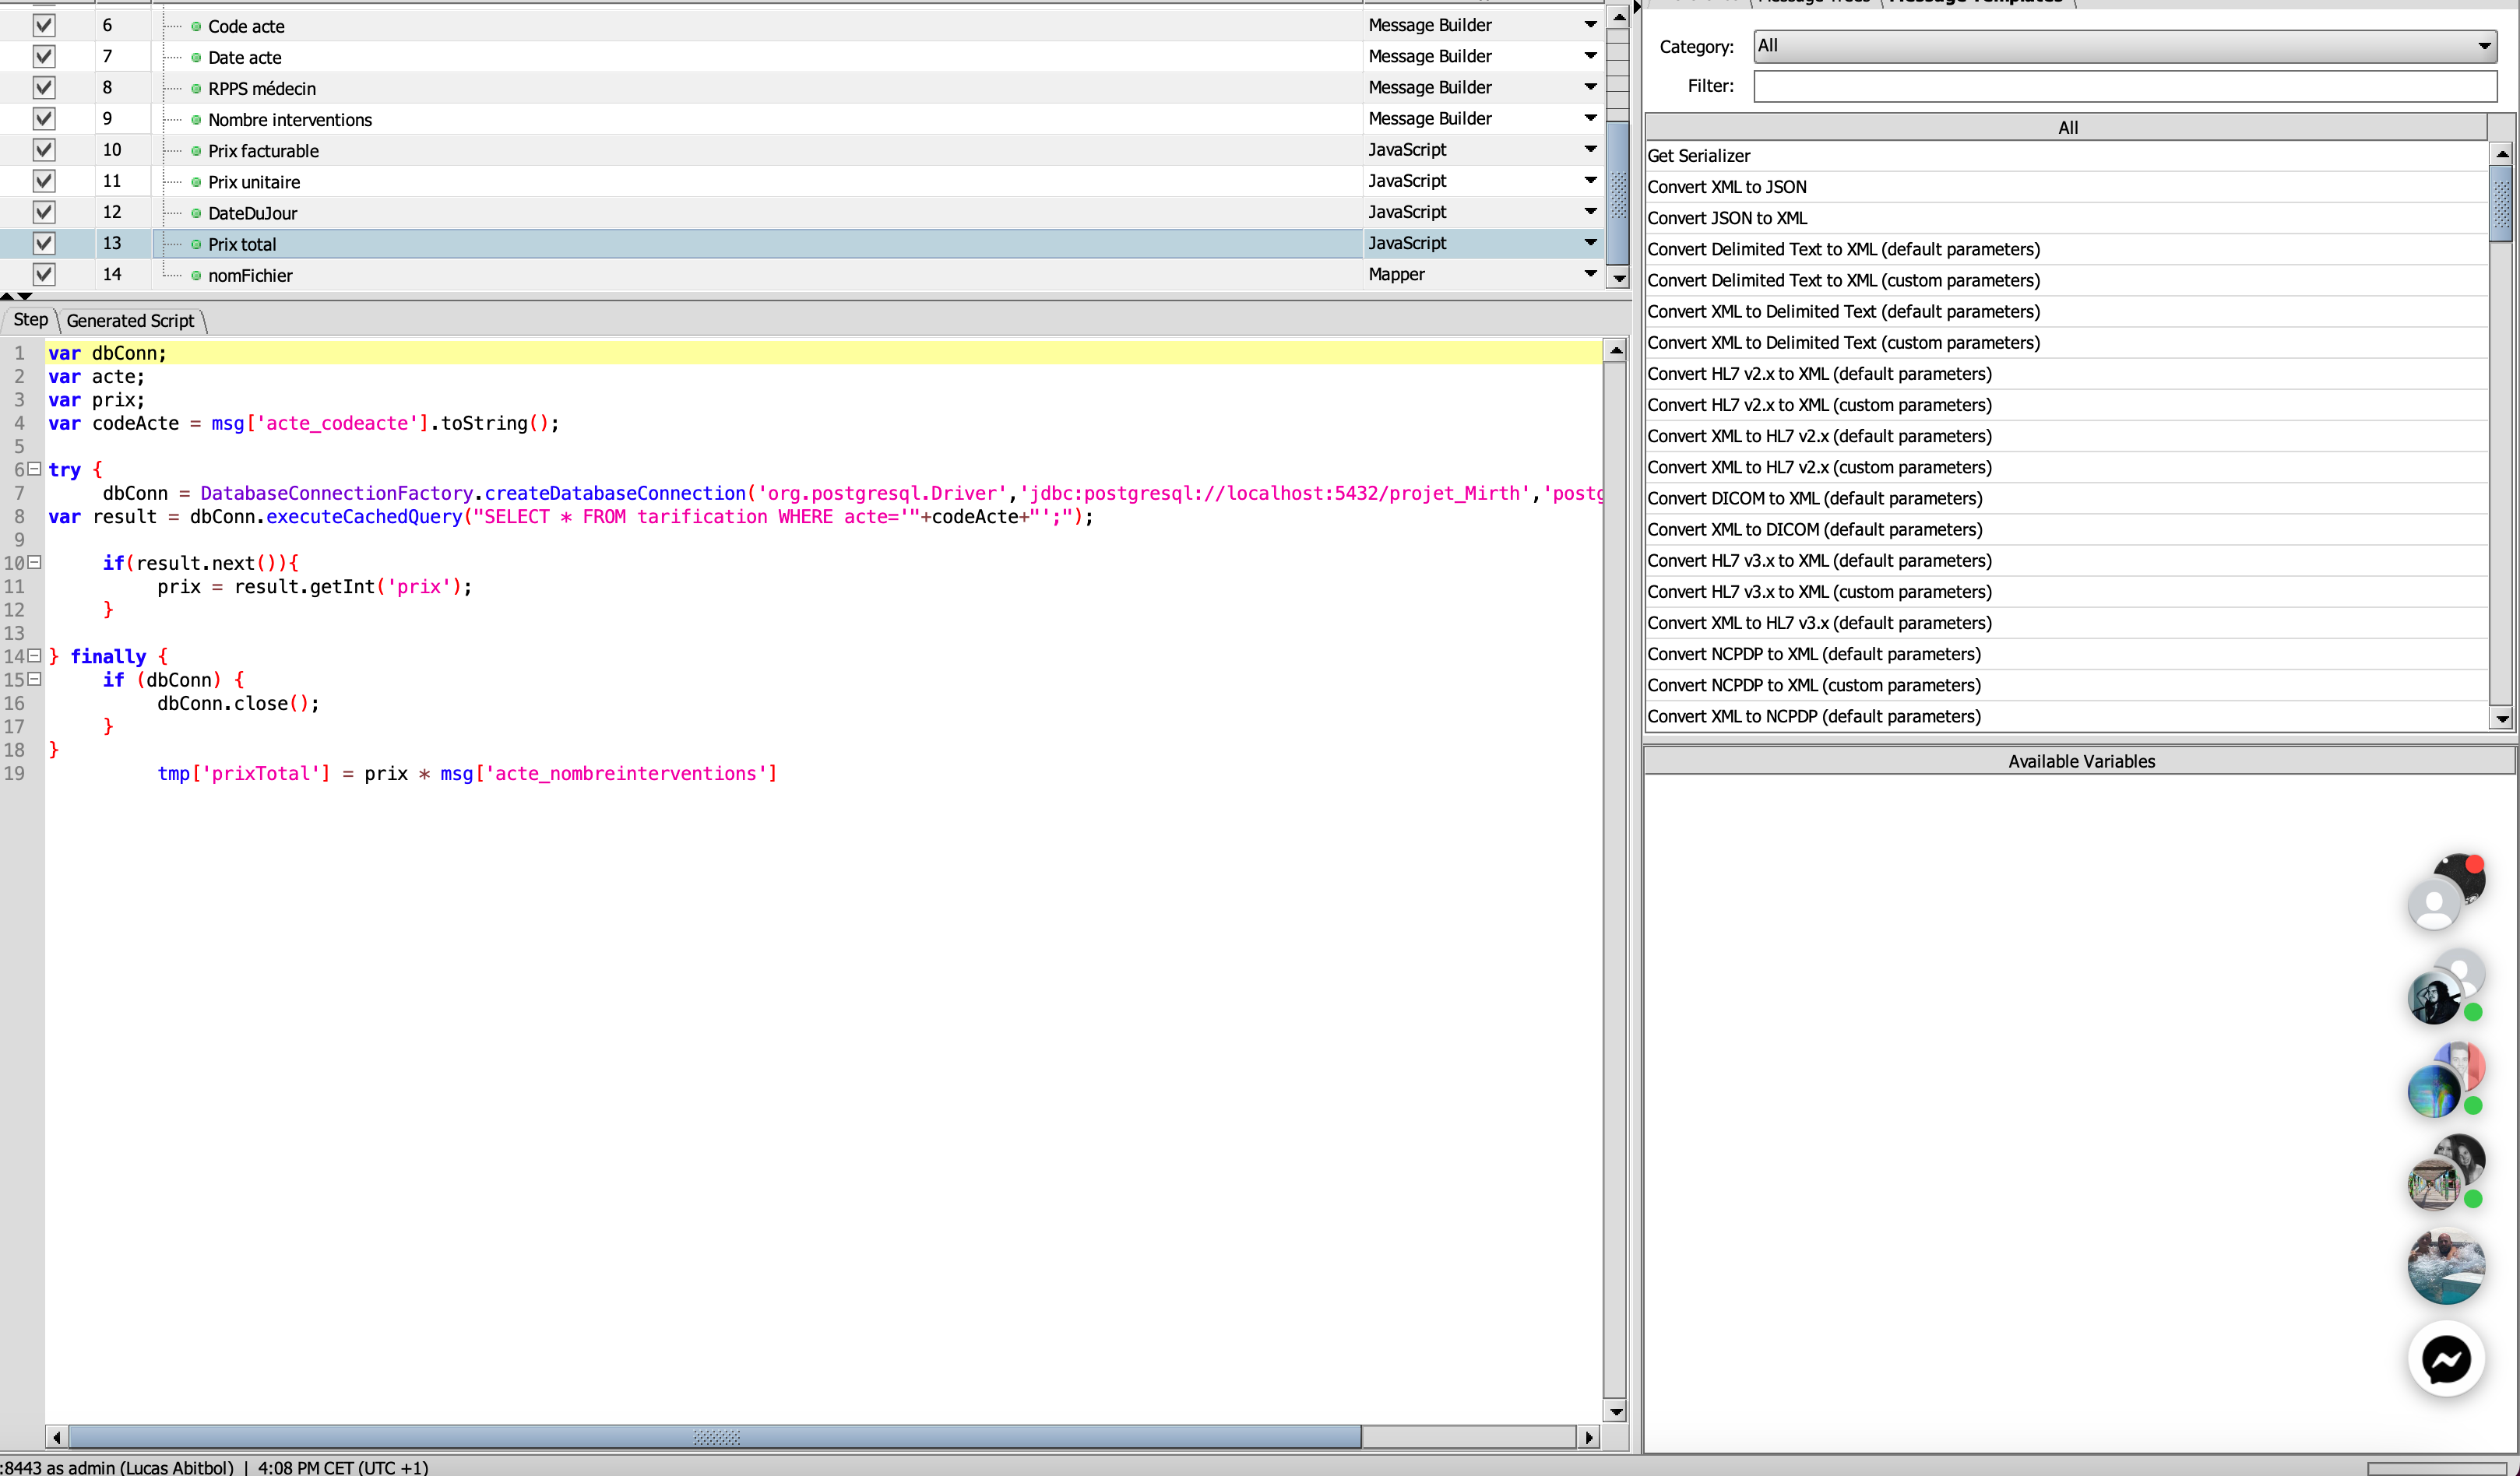 6 Code acte Message Builder
7 Date acte Message Builder
8 RPPS médecin Message Builder
9 Nombre interventions Message Builder
10 Prix facturable JavaScript
11 Prix unitaire JavaScript
12 DateDuJour JavaScript
13 Prix total JavaScript
14 nomFichier Mapper
Step Generated Script
1 var dbConn;
2 var acte;
3 var prix;
4 var codeActe = msg['acte_codeacte'].toString();
5
6 try {
7 dbConn = DatabaseConnectionFactory.createDatabaseConnection('org.postgresql.Driver','jdbc:postgresql://localhost:5432/projet_Mirth','postg
8 var result = dbConn.executeCachedQuery("SELECT * FROM tarification WHERE acte='"+codeActe+"';");
9
10 if(result.next()){
11 prix = result.getInt('prix');
12 }
13
14 } finally {
15 if (dbConn) {
16 dbConn.close();
17 }
18 }
19 tmp['prixTotal'] = prix * msg['acte_nombreinterventions']
:8443 as admin (Lucas Abitbol) | 4:08 PM CET (UTC +1)
Message Trees Message Templates
Category: All
Filter:
All
Get Serializer
Convert XML to JSON
Convert JSON to XML
Convert Delimited Text to XML (default parameters)
Convert Delimited Text to XML (custom parameters)
Convert XML to Delimited Text (default parameters)
Convert XML to Delimited Text (custom parameters)
Convert HL7 v2.x to XML (default parameters)
Convert HL7 v2.x to XML (custom parameters)
Convert XML to HL7 v2.x (default parameters)
Convert XML to HL7 v2.x (custom parameters)
Convert DICOM to XML (default parameters)
Convert XML to DICOM (default parameters)
Convert HL7 v3.x to XML (default parameters)
Convert HL7 v3.x to XML (custom parameters)
Convert XML to HL7 v3.x (default parameters)
Convert NCPDP to XML (default parameters)
Convert NCPDP to XML (custom parameters)
Convert XML to NCPDP (default parameters)
Available Variables